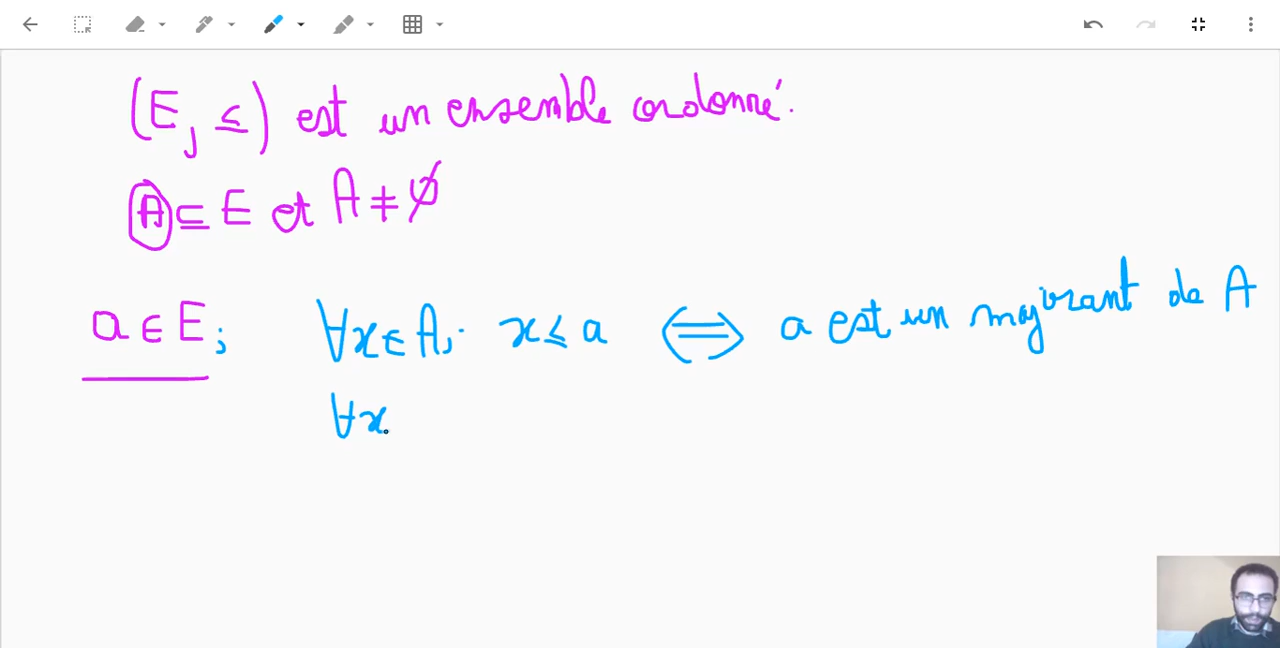 (E, ≤) est un ensemble ordonné.
A ⊆ E et A ≠ ∅
a ∈ E ; ∀x ∈ A ; x ≤ a ⟺ a est un majorant de A
∀x